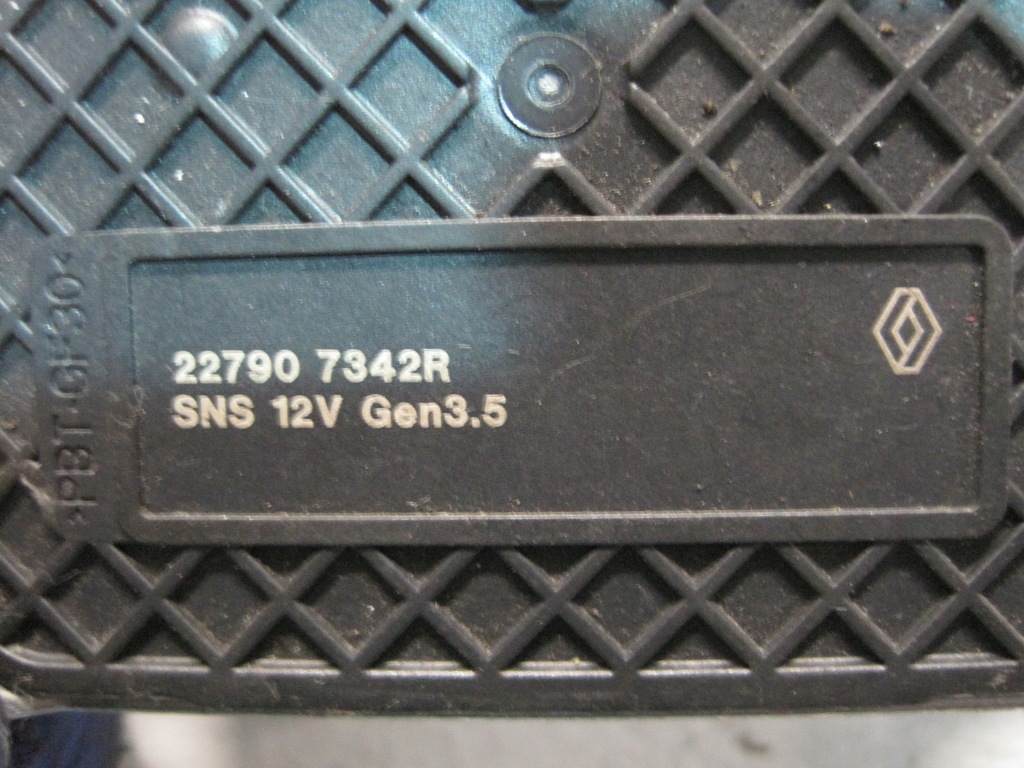 22790 7342R
SNS 12V Gen3.5
>PBT-GF30<